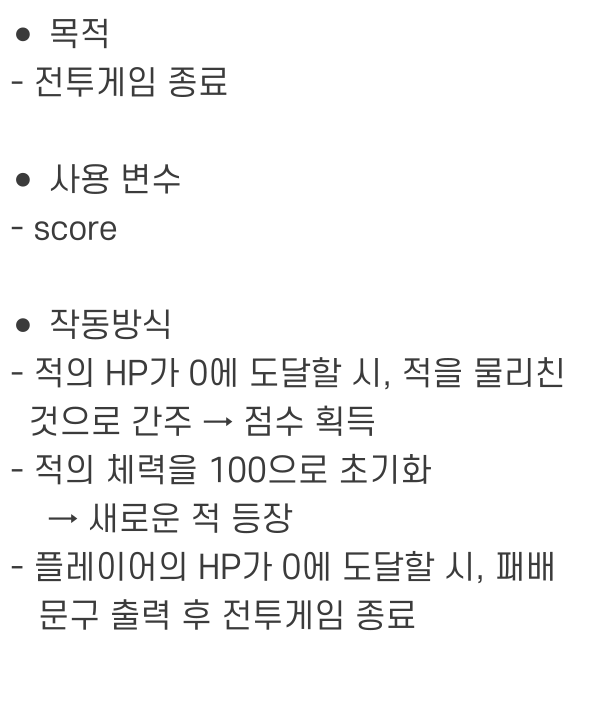 ● 목적
- 전투게임 종료
● 사용 변수
- score
● 작동방식
- 적의 HP가 0에 도달할 시, 적을 물리친
것으로 간주 → 점수 획득
- 적의 체력을 100으로 초기화
→ 새로운 적 등장
- 플레이어의 HP가 0에 도달할 시, 패배
문구 출력 후 전투게임 종료